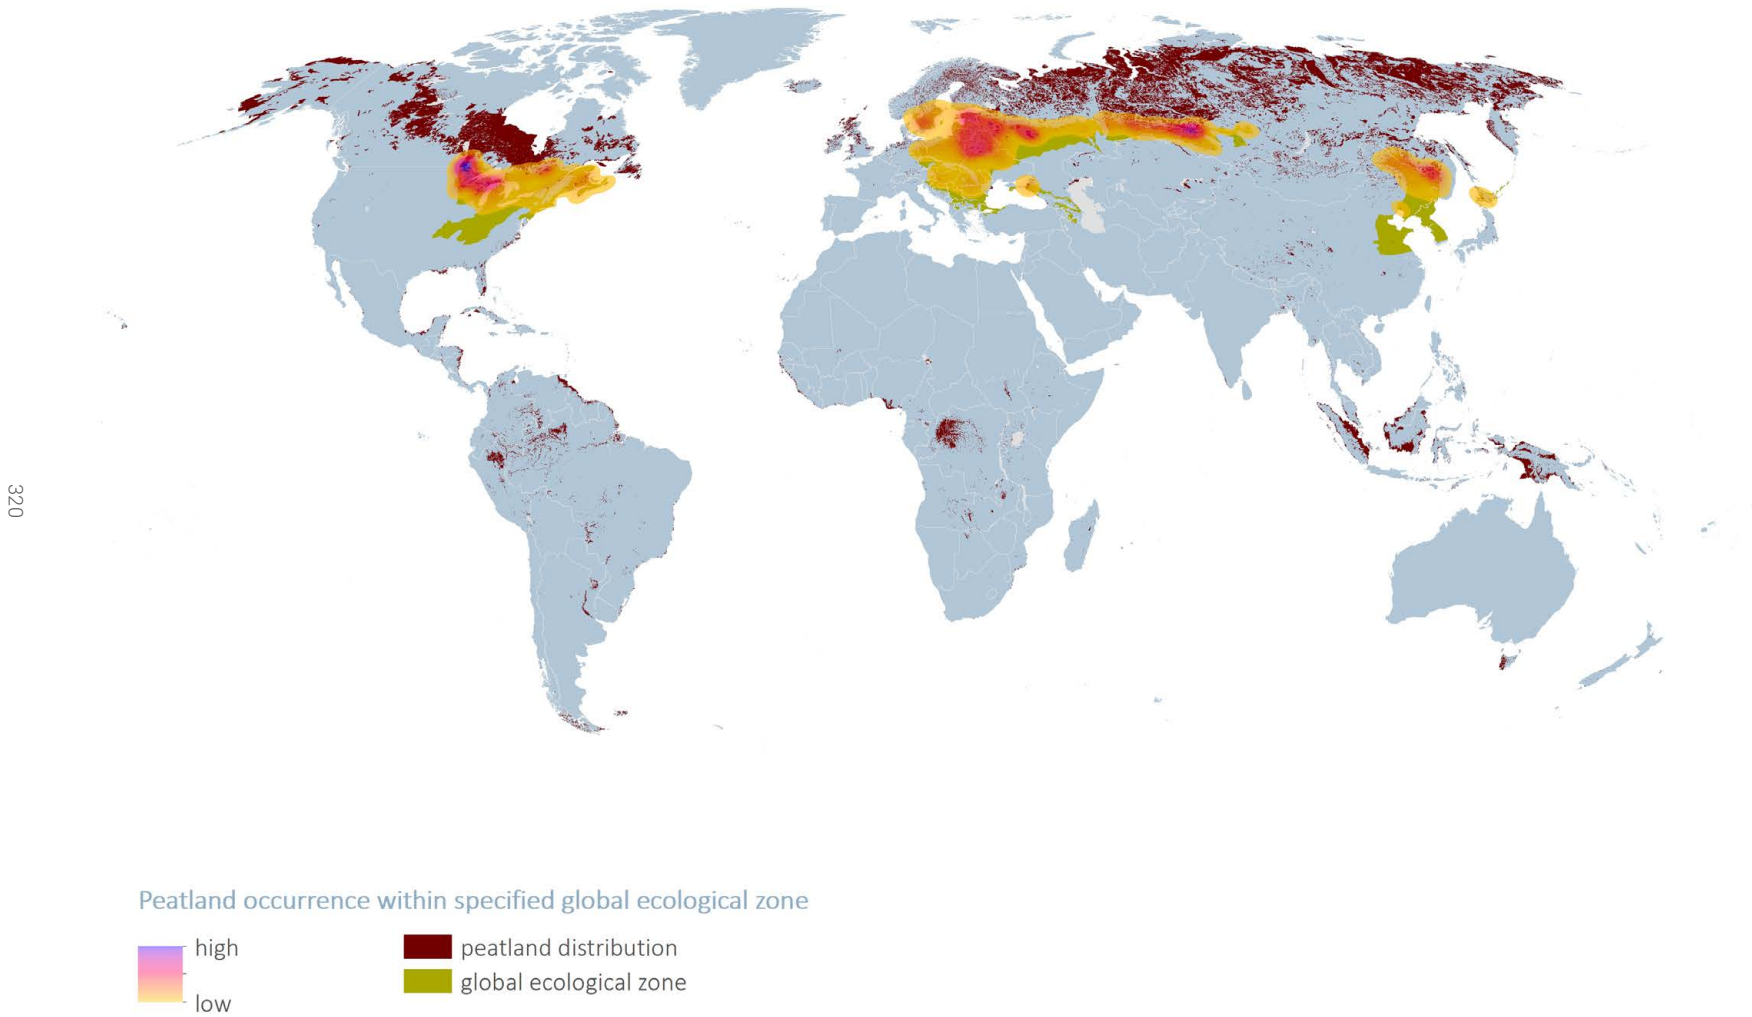 320
Peatland occurrence within specified global ecological zone
high
low
peatland distribution
global ecological zone